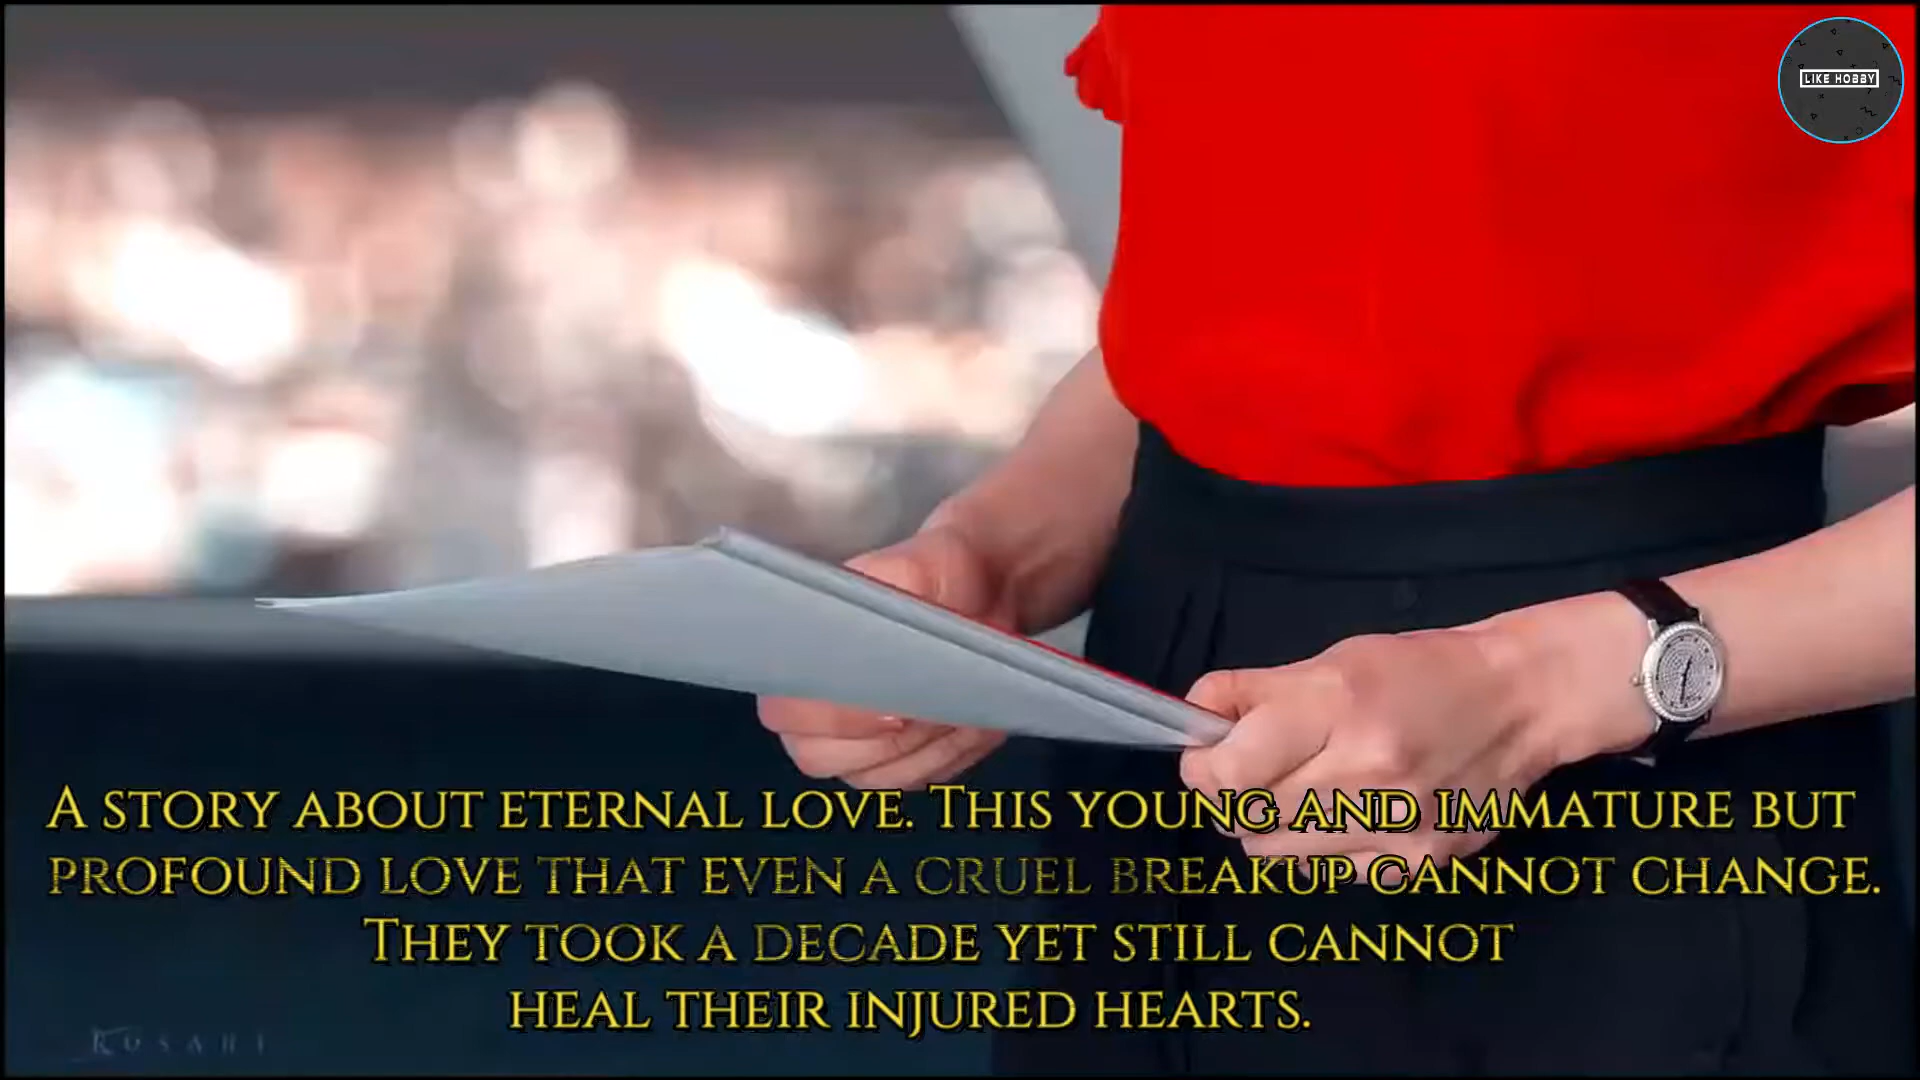 LIKE HOBBY
A STORY ABOUT ETERNAL LOVE. THIS YOUNG AND IMMATURE BUT
PROFOUND LOVE THAT EVEN A CRUEL BREAKUP CANNOT CHANGE.
THEY TOOK A DECADE YET STILL CANNOT
HEAL THEIR INJURED HEARTS.